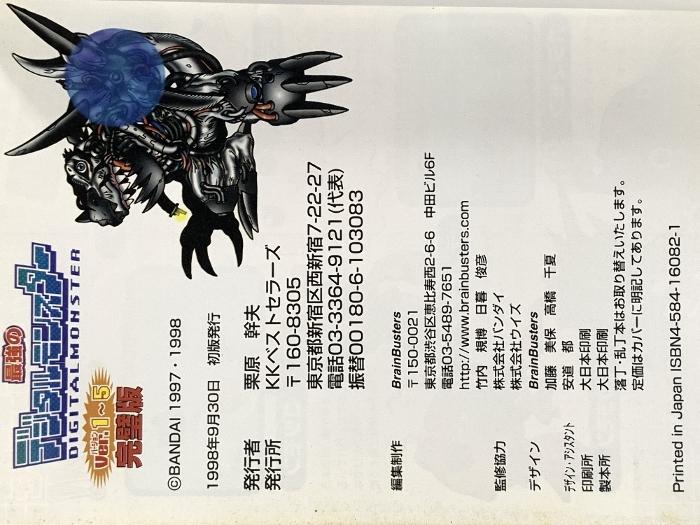 最強の
デジタルモンスター
DIGITAL MONSTER
バージョン
Ver.1~5
完璧版
©BANDAI 1997・1998
1998年9月30日 初版発行
発行者 栗原 幹夫
発行所 KKベストセラーズ
〒160-8305
東京都新宿区西新宿7-22-27
電話03-3364-9121(代表)
振替00180-6-103083
編集制作 BrainBusters
〒150-0021
東京都渋谷区恵比寿西2-6-6 中田ビル6F
電話03-5489-7651
http://www.brainbusters.com
竹内 規博 日暮 俊彦
監修協力 株式会社バンダイ
株式会社ウイズ
デザイン BrainBusters
加藤 美保 高橋 千夏
デザイン・アシスタント 安道 都
印刷所 大日本印刷
製本所 大日本印刷
落丁・乱丁本はお取り替えいたします。
定価はカバーに明記してあります。
Printed in Japan ISBN4-584-16082-1